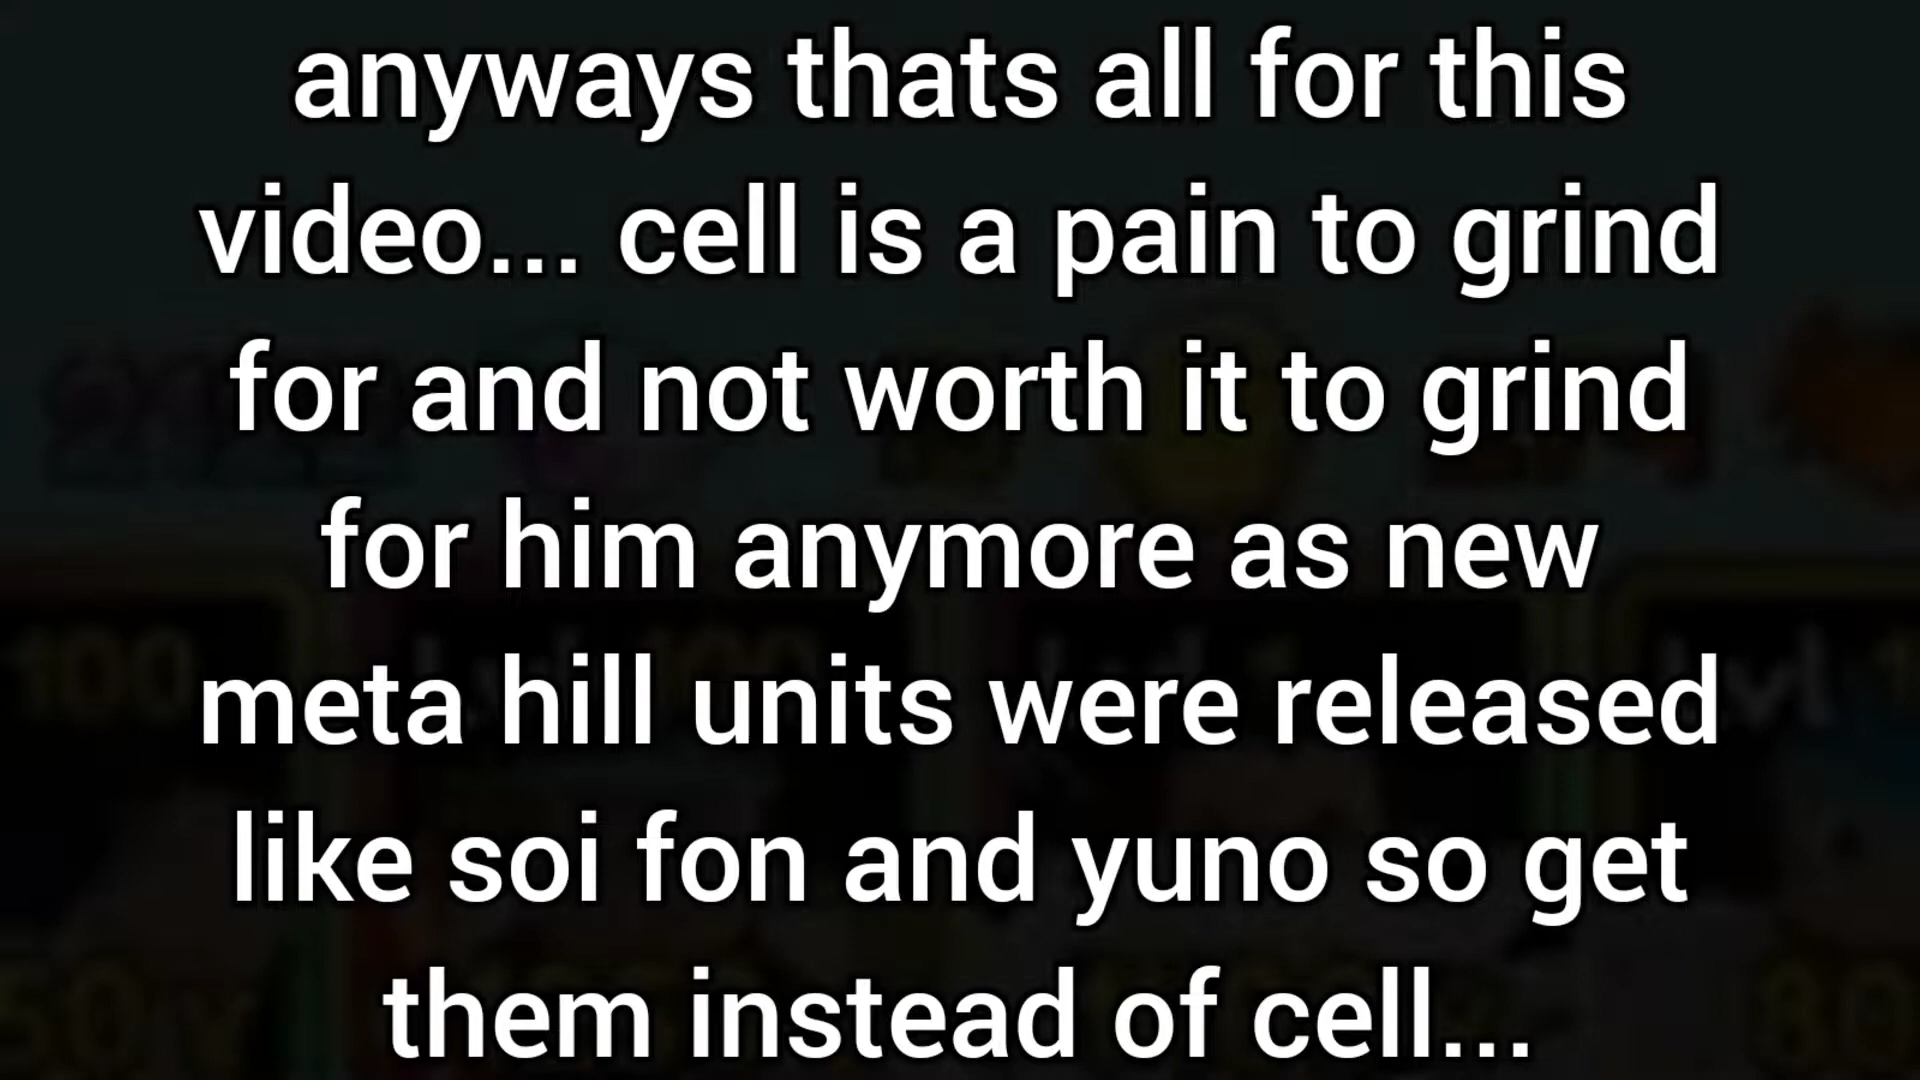 anyways thats all for this
video... cell is a pain to grind
for and not worth it to grind
for him anymore as new
meta hill units were released
like soi fon and yuno so get
them instead of cell...